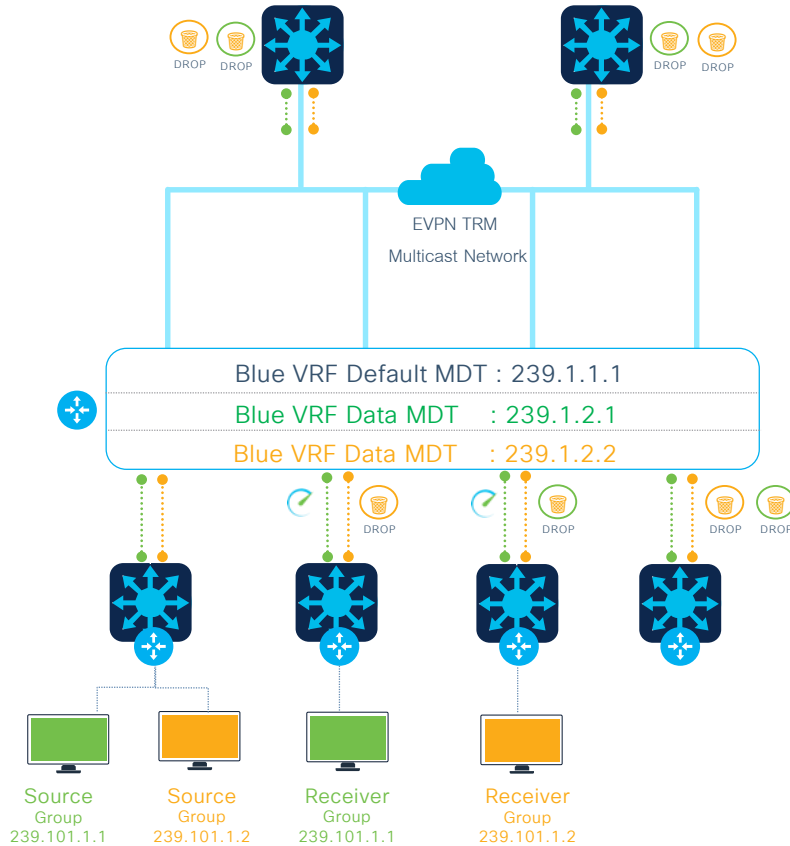 DROP DROP DROP DROP
EVPN TRM
Multicast Network
Blue VRF Default MDT : 239.1.1.1
Blue VRF Data MDT : 239.1.2.1
Blue VRF Data MDT : 239.1.2.2
DROP DROP DROP DROP
Source Source Receiver Receiver
Group Group Group Group
239.101.1.1 239.101.1.2 239.101.1.1 239.101.1.2